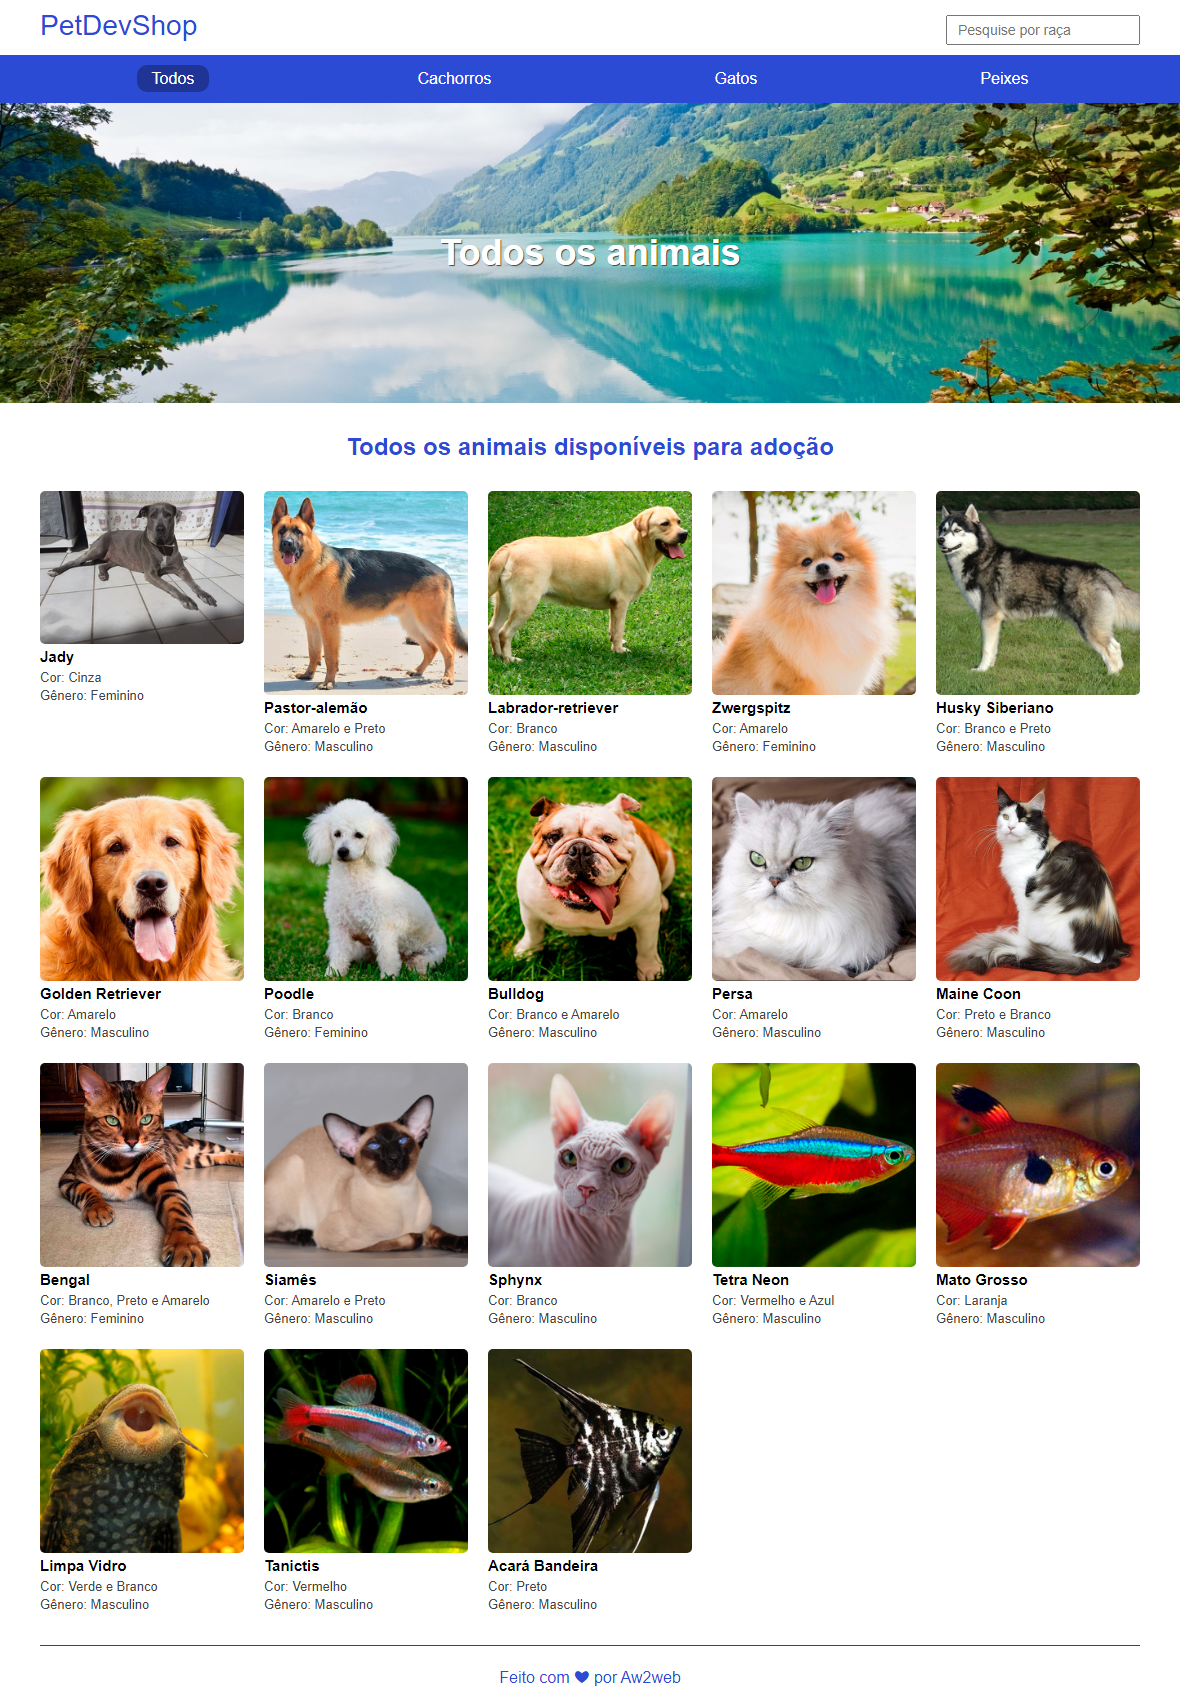 PetDevShop
Pesquise por raça
Todos
Cachorros
Gatos
Peixes
Todos os animais
Todos os animais disponíveis para adoção
Jady
Cor: Cinza
Gênero: Feminino
Pastor-alemão
Cor: Amarelo e Preto
Gênero: Masculino
Labrador-retriever
Cor: Branco
Gênero: Masculino
Zwergspitz
Cor: Amarelo
Gênero: Feminino
Husky Siberiano
Cor: Branco e Preto
Gênero: Masculino
Golden Retriever
Cor: Amarelo
Gênero: Masculino
Poodle
Cor: Branco
Gênero: Feminino
Bulldog
Cor: Branco e Amarelo
Gênero: Masculino
Persa
Cor: Amarelo
Gênero: Masculino
Maine Coon
Cor: Preto e Branco
Gênero: Masculino
Bengal
Cor: Branco, Preto e Amarelo
Gênero: Feminino
Siamês
Cor: Amarelo e Preto
Gênero: Masculino
Sphynx
Cor: Branco
Gênero: Masculino
Tetra Neon
Cor: Vermelho e Azul
Gênero: Masculino
Mato Grosso
Cor: Laranja
Gênero: Masculino
Limpa Vidro
Cor: Verde e Branco
Gênero: Masculino
Tanictis
Cor: Vermelho
Gênero: Masculino
Acará Bandeira
Cor: Preto
Gênero: Masculino
Feito com ❤ por Aw2web